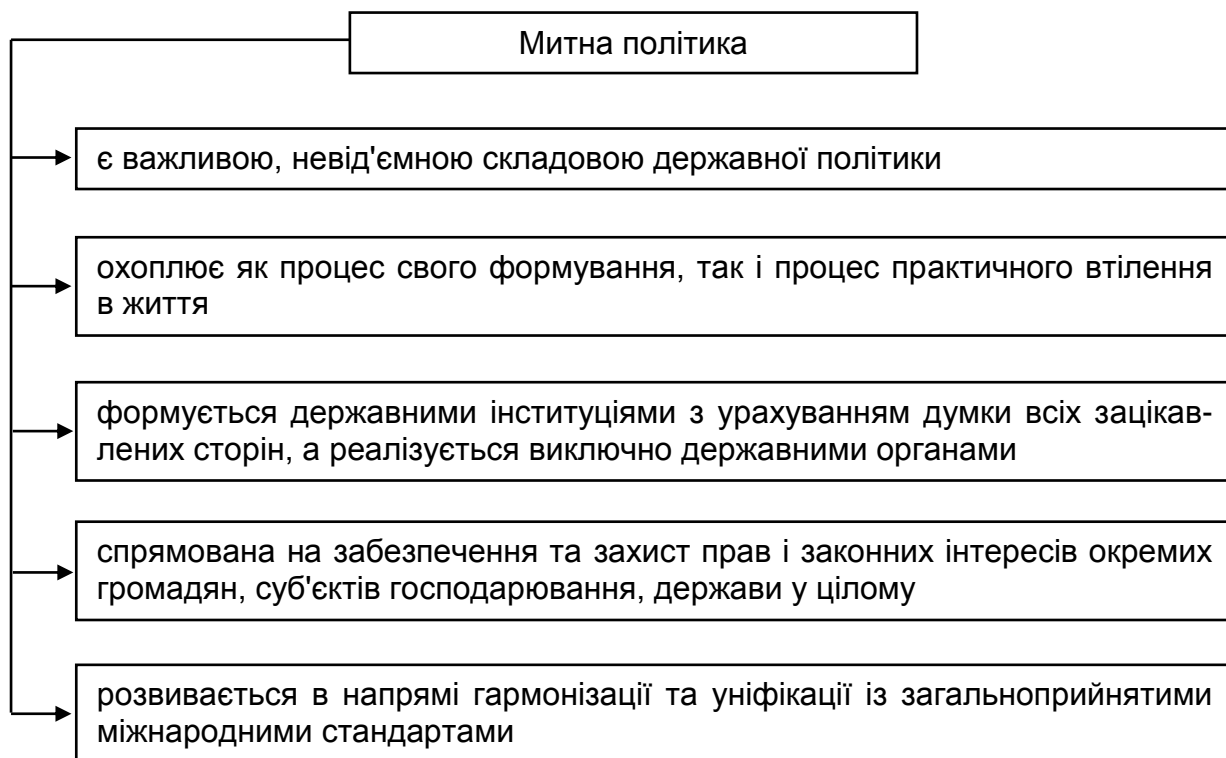 Митна політика
є важливою, невід'ємною складовою державної політики
охоплює як процес свого формування, так і процес практичного втілення
в життя
формується державними інституціями з урахуванням думки всіх зацікав-
лених сторін, а реалізується виключно державними органами
спрямована на забезпечення та захист прав і законних інтересів окремих
громадян, суб'єктів господарювання, держави у цілому
розвивається в напрямі гармонізації та уніфікації із загальноприйнятими
міжнародними стандартами